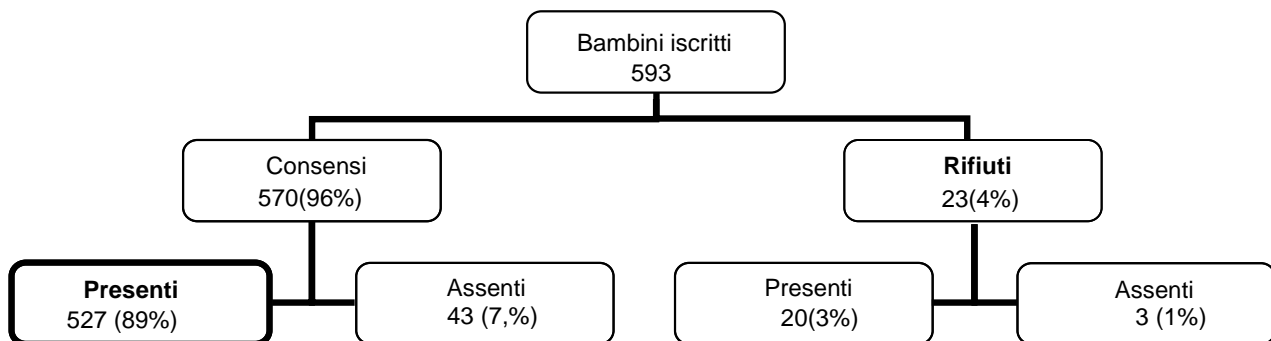 Bambini iscritti
593
Consensi
570(96%)
Rifiuti
23(4%)
Presenti
527 (89%)
Assenti
43 (7,%)
Presenti
20(3%)
Assenti
3 (1%)